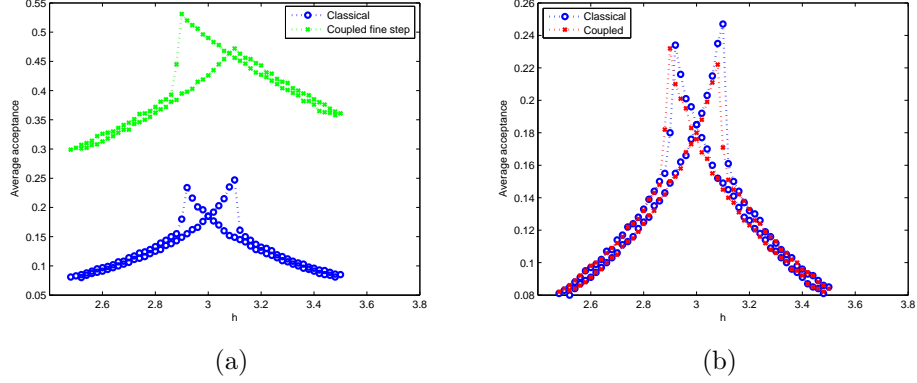 0.55
0.5
0.45
0.4
0.35
0.3
0.25
0.2
0.15
0.1
0.05
Average acceptance
Classical
Coupled fine step
2.6 2.8 3 3.2 3.4 3.6 3.8
h
(a)
0.26
0.24
0.22
0.2
0.18
0.16
0.14
0.12
0.1
0.08
Average acceptance
Classical
Coupled
2.6 2.8 3 3.2 3.4 3.6 3.8
h
(b)